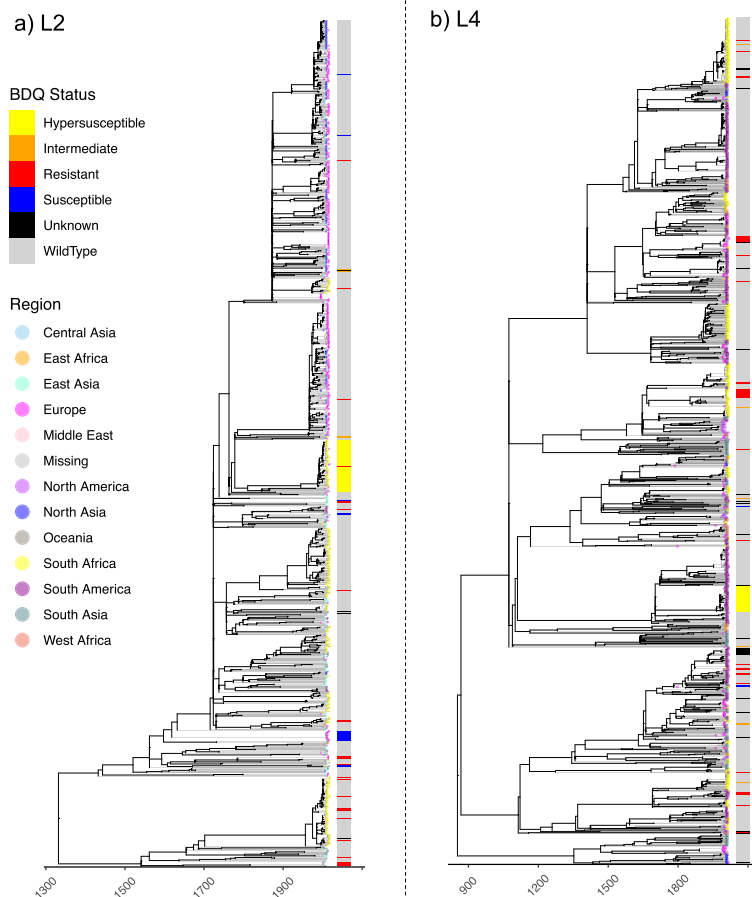 a) L2
b) L4
BDQ Status
Hypersusceptible
Intermediate
Resistant
Susceptible
Unknown
WildType
Region
Central Asia
East Africa
East Asia
Europe
Middle East
Missing
North America
North Asia
Oceania
South Africa
South America
South Asia
West Africa
1300 1500 1700 1900
900 1200 1500 1800